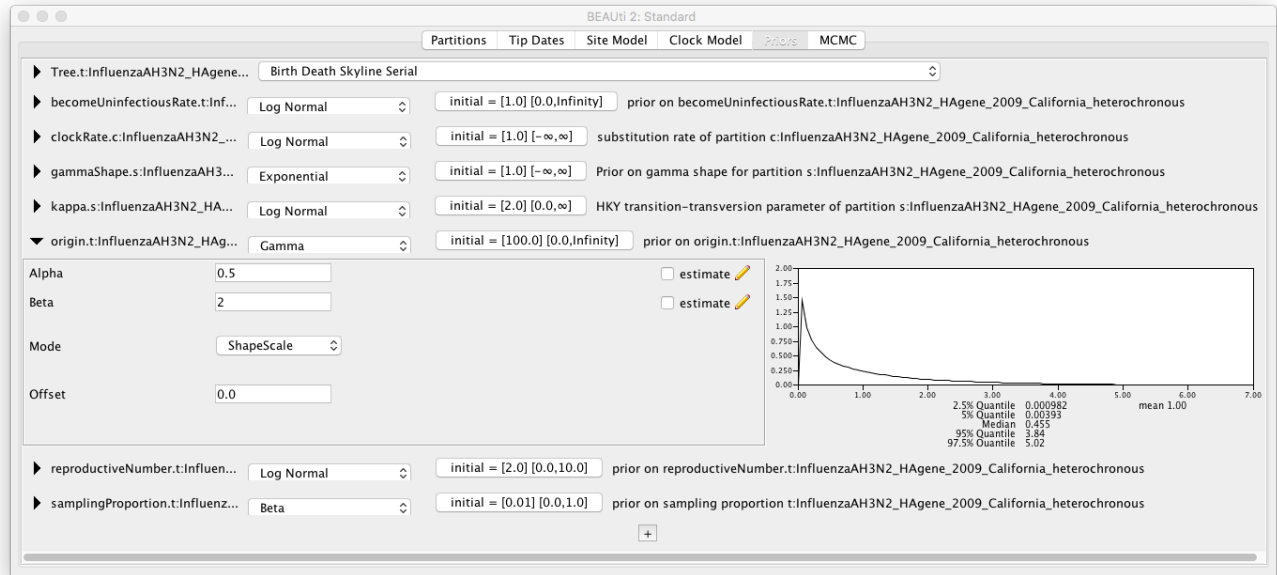 BEAUti 2: Standard
Partitions Tip Dates Site Model Clock Model Priors MCMC
Tree.t:InfluenzaAH3N2_HAgene... Birth Death Skyline Serial
becomeUninfectiousRate.t:Inf... Log Normal initial = [1.0] [0.0,Infinity] prior on becomeUninfectiousRate.t:InfluenzaAH3N2_HAgene_2009_California_heterochronous
clockRate.c:InfluenzaAH3N2_... Log Normal initial = [1.0] [-∞,∞] substitution rate of partition c:InfluenzaAH3N2_HAgene_2009_California_heterochronous
gammaShape.s:InfluenzaAH3... Exponential initial = [1.0] [-∞,∞] Prior on gamma shape for partition s:InfluenzaAH3N2_HAgene_2009_California_heterochronous
kappa.s:InfluenzaAH3N2_HA... Log Normal initial = [2.0] [0.0,∞] HKY transition-transversion parameter of partition s:InfluenzaAH3N2_HAgene_2009_California_heterochronous
origin.t:InfluenzaAH3N2_HAg... Gamma initial = [100.0] [0.0,Infinity] prior on origin.t:InfluenzaAH3N2_HAgene_2009_California_heterochronous
Alpha 0.5 estimate
Beta 2 estimate
Mode ShapeScale
Offset 0.0
2.00
1.75
1.50
1.25
1.00
0.750
0.500
0.250
0.00
0.00 1.00 2.00 3.00 4.00 5.00 6.00 7.00
2.5% Quantile 0.000982 mean 1.00
5% Quantile 0.00393
Median 0.455
95% Quantile 3.84
97.5% Quantile 5.02
reproductiveNumber.t:Influen... Log Normal initial = [2.0] [0.0,10.0] prior on reproductiveNumber.t:InfluenzaAH3N2_HAgene_2009_California_heterochronous
samplingProportion.t:Influenz... Beta initial = [0.01] [0.0,1.0] prior on sampling proportion t:InfluenzaAH3N2_HAgene_2009_California_heterochronous
+